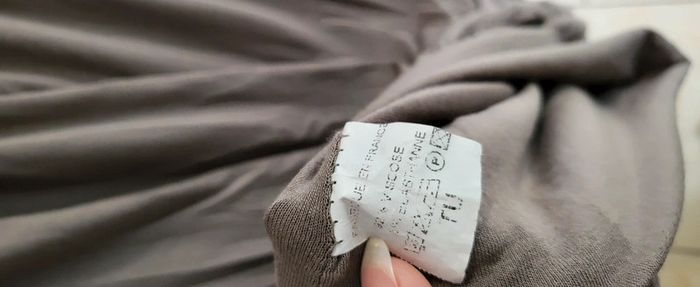 EN FRANCE
% VISCOSE
% ELASTHANNE
P
TU